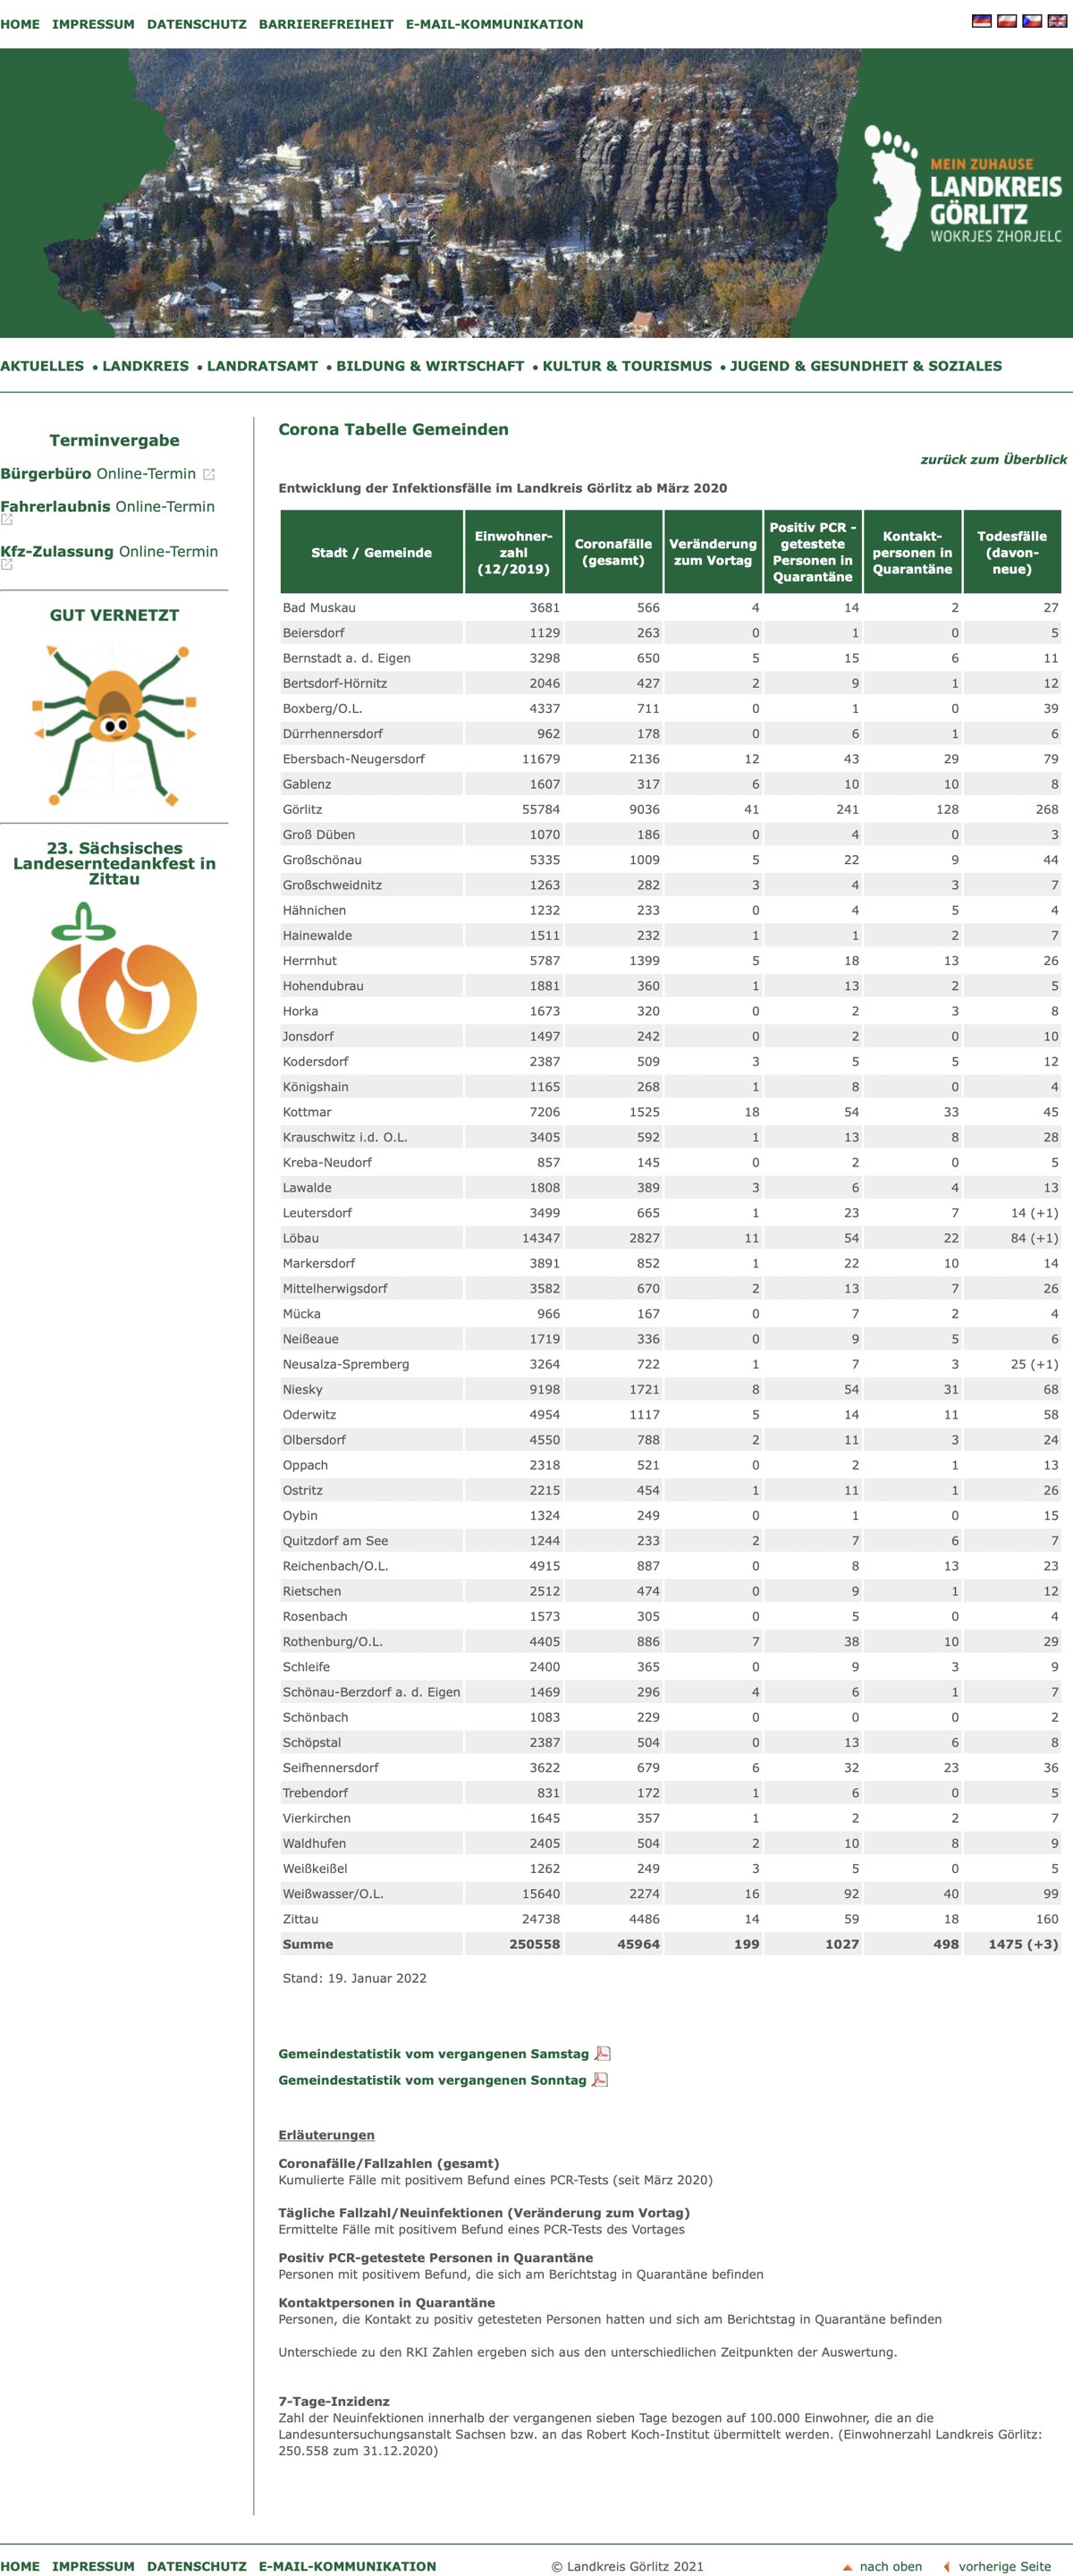 HOME IMPRESSUM DATENSCHUTZ BARRIEREFREIHEIT E-MAIL-KOMMUNIKATION
MEIN ZUHAUSE
LANDKREIS
GÖRLITZ
WOKRJES ZHORJELC
AKTUELLES • LANDKREIS • LANDRATSAMT • BILDUNG & WIRTSCHAFT • KULTUR & TOURISMUS • JUGEND & GESUNDHEIT & SOZIALES
Terminvergabe
Bürgerbüro Online-Termin
Fahrerlaubnis Online-Termin
Kfz-Zulassung Online-Termin
GUT VERNETZT
23. Sächsisches
Landeserntedankfest in
Zittau
Corona Tabelle Gemeinden
zurück zum Überblick
Entwicklung der Infektionsfälle im Landkreis Görlitz ab März 2020
Stadt / Gemeinde Einwohner-zahl (12/2019) Coronafälle (gesamt) Veränderung zum Vortag Positiv PCR - getestete Personen in Quarantäne Kontakt-personen in Quarantäne Todesfälle (davon-neue)
Bad Muskau 3681 566 4 14 2 27
Beiersdorf 1129 263 0 1 0 5
Bernstadt a. d. Eigen 3298 650 5 15 6 11
Bertsdorf-Hörnitz 2046 427 2 9 1 12
Boxberg/O.L. 4337 711 0 1 0 39
Dürrhennersdorf 962 178 0 6 1 6
Ebersbach-Neugersdorf 11679 2136 12 43 29 79
Gablenz 1607 317 6 10 10 8
Görlitz 55784 9036 41 241 128 268
Groß Düben 1070 186 0 4 0 3
Großschönau 5335 1009 5 22 9 44
Großschweidnitz 1263 282 3 4 3 7
Hähnichen 1232 233 0 4 5 4
Hainewalde 1511 232 1 1 2 7
Herrnhut 5787 1399 5 18 13 26
Hohendubrau 1881 360 1 13 2 5
Horka 1673 320 0 2 3 8
Jonsdorf 1497 242 0 2 0 10
Kodersdorf 2387 509 3 5 5 12
Königshain 1165 268 1 8 0 4
Kottmar 7206 1525 18 54 33 45
Krauschwitz i.d. O.L. 3405 592 1 13 8 28
Kreba-Neudorf 857 145 0 2 0 5
Lawalde 1808 389 3 6 4 13
Leutersdorf 3499 665 1 23 7 14 (+1)
Löbau 14347 2827 11 54 22 84 (+1)
Markersdorf 3891 852 1 22 10 14
Mittelherwigsdorf 3582 670 2 13 7 26
Mücka 966 167 0 7 2 4
Neißeaue 1719 336 0 9 5 6
Neusalza-Spremberg 3264 722 1 7 3 25 (+1)
Niesky 9198 1721 8 54 31 68
Oderwitz 4954 1117 5 14 11 58
Olbersdorf 4550 788 2 11 3 24
Oppach 2318 521 0 2 1 13
Ostritz 2215 454 1 11 1 26
Oybin 1324 249 0 1 0 15
Quitzdorf am See 1244 233 2 7 6 7
Reichenbach/O.L. 4915 887 0 8 13 23
Rietschen 2512 474 0 9 1 12
Rosenbach 1573 305 0 5 0 4
Rothenburg/O.L. 4405 886 7 38 10 29
Schleife 2400 365 0 9 3 9
Schönau-Berzdorf a. d. Eigen 1469 296 4 6 1 7
Schönbach 1083 229 0 0 0 2
Schöpstal 2387 504 0 13 6 8
Seifhennersdorf 3622 679 6 32 23 36
Trebendorf 831 172 1 6 0 5
Vierkirchen 1645 357 1 2 2 7
Waldhufen 2405 504 2 10 8 9
Weißkeißel 1262 249 3 5 0 5
Weißwasser/O.L. 15640 2274 16 92 40 99
Zittau 24738 4486 14 59 18 160
Summe 250558 45964 199 1027 498 1475 (+3)
Stand: 19. Januar 2022
Gemeindestatistik vom vergangenen Samstag
Gemeindestatistik vom vergangenen Sonntag
Erläuterungen
Coronafälle/Fallzahlen (gesamt)
Kumulierte Fälle mit positivem Befund eines PCR-Tests (seit März 2020)
Tägliche Fallzahl/Neuinfektionen (Veränderung zum Vortag)
Ermittelte Fälle mit positivem Befund eines PCR-Tests des Vortages
Positiv PCR-getestete Personen in Quarantäne
Personen mit positivem Befund, die sich am Berichtstag in Quarantäne befinden
Kontaktpersonen in Quarantäne
Personen, die Kontakt zu positiv getesteten Personen hatten und sich am Berichtstag in Quarantäne befinden
Unterschiede zu den RKI Zahlen ergeben sich aus den unterschiedlichen Zeitpunkten der Auswertung.
7-Tage-Inzidenz
Zahl der Neuinfektionen innerhalb der vergangenen sieben Tage bezogen auf 100.000 Einwohner, die an die
Landesuntersuchungsanstalt Sachsen bzw. an das Robert Koch-Institut übermittelt werden. (Einwohnerzahl Landkreis Görlitz:
250.558 zum 31.12.2020)
HOME IMPRESSUM DATENSCHUTZ E-MAIL-KOMMUNIKATION © Landkreis Görlitz 2021 nach oben vorherige Seite